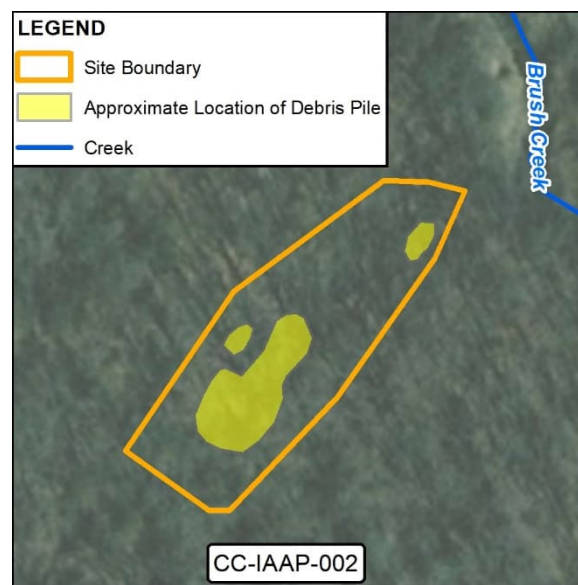 LEGEND
Site Boundary
Approximate Location of Debris Pile
Creek
Brush Creek
CC-IAAP-002